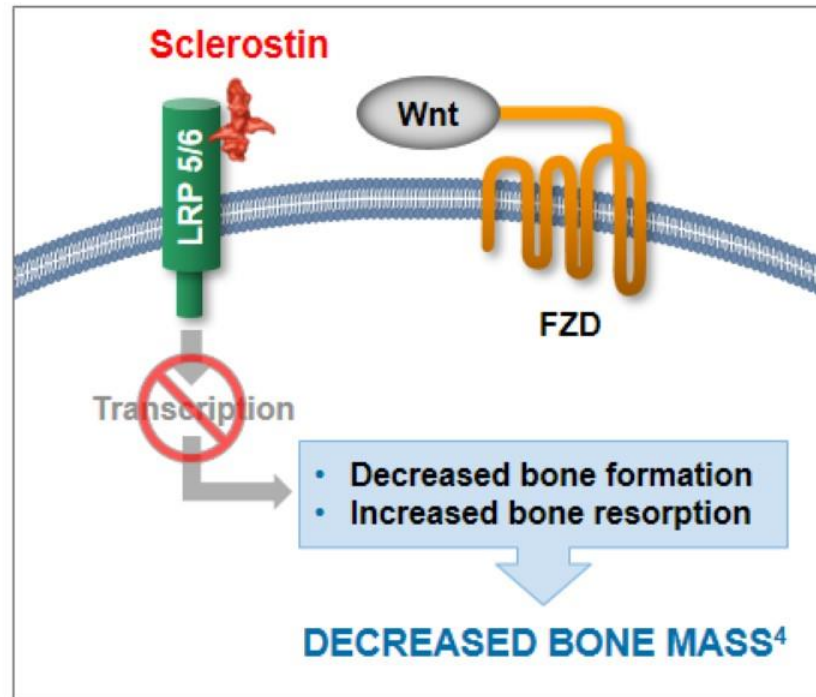 Sclerostin
Wnt
LRP 5/6
FZD
Transcription
• Decreased bone formation
• Increased bone resorption
DECREASED BONE MASS⁴